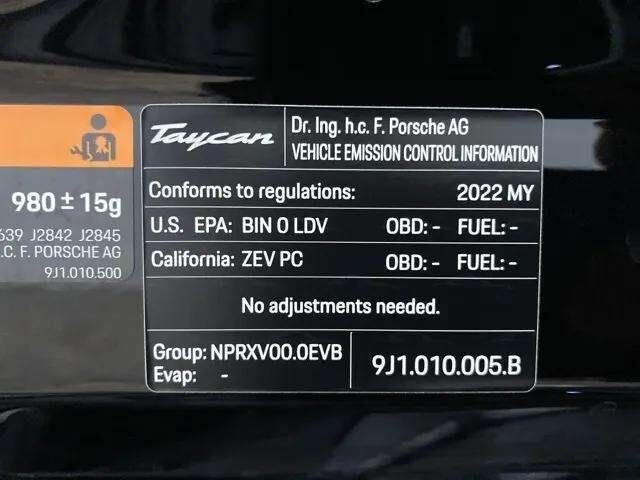 980 ± 15g
639 J2842 J2845
.C. F. PORSCHE AG
9J1.010.500
Taycan
Dr. Ing. h.c. F. Porsche AG
VEHICLE EMISSION CONTROL INFORMATION
Conforms to regulations: 2022 MY
U.S. EPA: BIN 0 LDV OBD: - FUEL: -
California: ZEV PC OBD: - FUEL: -
No adjustments needed.
Group: NPRXV00.0EVB
Evap: -
9J1.010.005.B